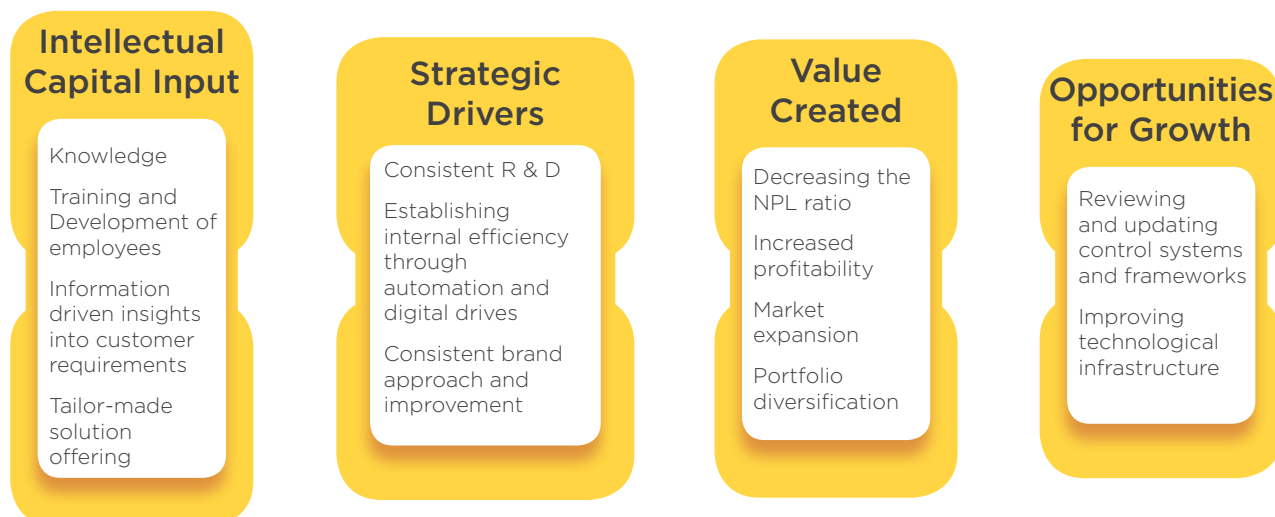 Intellectual
Capital Input
Knowledge
Training and
Development of
employees
Information
driven insights
into customer
requirements
Tailor-made
solution
offering
Strategic
Drivers
Consistent R & D
Establishing
internal efficiency
through
automation and
digital drives
Consistent brand
approach and
improvement
Value
Created
Decreasing the
NPL ratio
Increased
profitability
Market
expansion
Portfolio
diversification
Opportunities
for Growth
Reviewing
and updating
control systems
and frameworks
Improving
technological
infrastructure